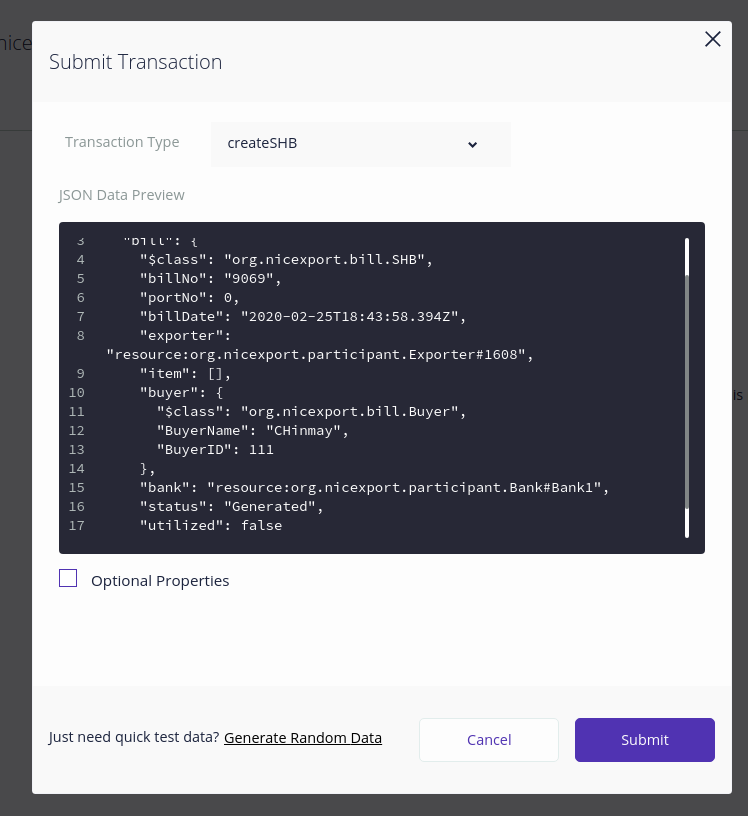 nice
Submit Transaction
Transaction Type
createSHB
JSON Data Preview
3 "bill": {
4 "$class": "org.nicexport.bill.SHB",
5 "billNo": "9069",
6 "portNo": 0,
7 "billDate": "2020-02-25T18:43:58.394Z",
8 "exporter":
"resource:org.nicexport.participant.Exporter#1608",
9 "item": [],
10 "buyer": {
11 "$class": "org.nicexport.bill.Buyer",
12 "BuyerName": "CHinmay",
13 "BuyerID": 111
14 },
15 "bank": "resource:org.nicexport.participant.Bank#Bank1",
16 "status": "Generated",
17 "utilized": false
Optional Properties
Just need quick test data? Generate Random Data
Cancel
Submit